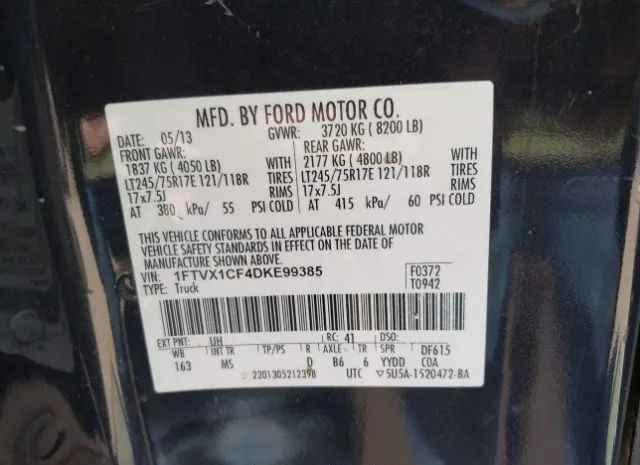 MFD. BY FORD MOTOR CO.
DATE: 05/13 GVWR: 3720 KG ( 8200 LB)
FRONT GAWR: REAR GAWR:
1837 KG ( 4050 LB) WITH 2177 KG ( 4800 LB) WITH
LT245/75R17E 121/118R TIRES LT245/75R17E 121/118R TIRES
17x7.5J RIMS 17x7.5J RIMS
AT 380 kPa/ 55 PSI COLD AT 415 kPa/ 60 PSI COLD
THIS VEHICLE CONFORMS TO ALL APPLICABLE FEDERAL MOTOR
VEHICLE SAFETY STANDARDS IN EFFECT ON THE DATE OF
MANUFACTURE SHOWN ABOVE.
VIN: 1FTVX1CF4DKE99385 F0372
TYPE: Truck T0942
EXT PNT: UH RC: 41 DSO:
WB INT TR TP/PS R AXLE TR SPR DF615
163 MS D B6 6 YYDD COA
2201305212398 UTC 5U5A-1520472-BA